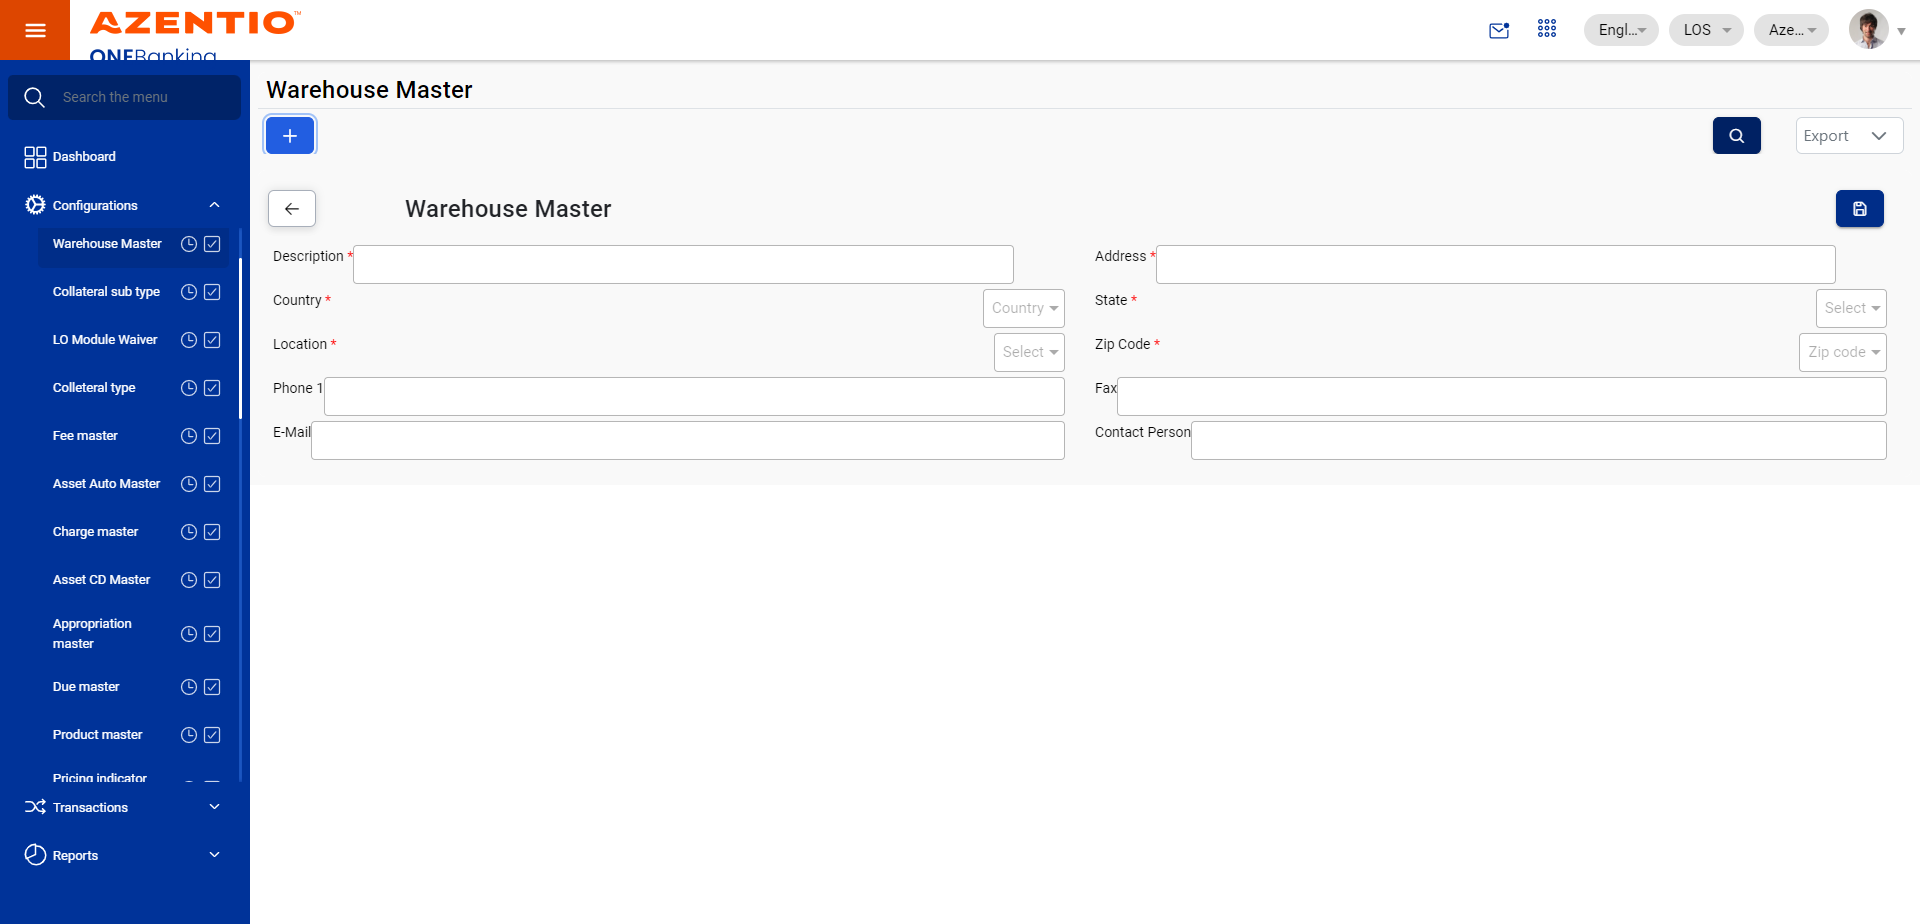 AZENTIO™
ONEBanking
Engl...
LOS
Aze...
Search the menu
Dashboard
Configurations
Warehouse Master
Collateral sub type
LO Module Waiver
Colleteral type
Fee master
Asset Auto Master
Charge master
Asset CD Master
Appropriation
master
Due master
Product master
Pricing indicator
Transactions
Reports
Warehouse Master
+
Export
Warehouse Master
Description *
Address *
Country *
Country
State *
Select
Location *
Select
Zip Code *
Zip code
Phone 1
Fax
E-Mail
Contact Person